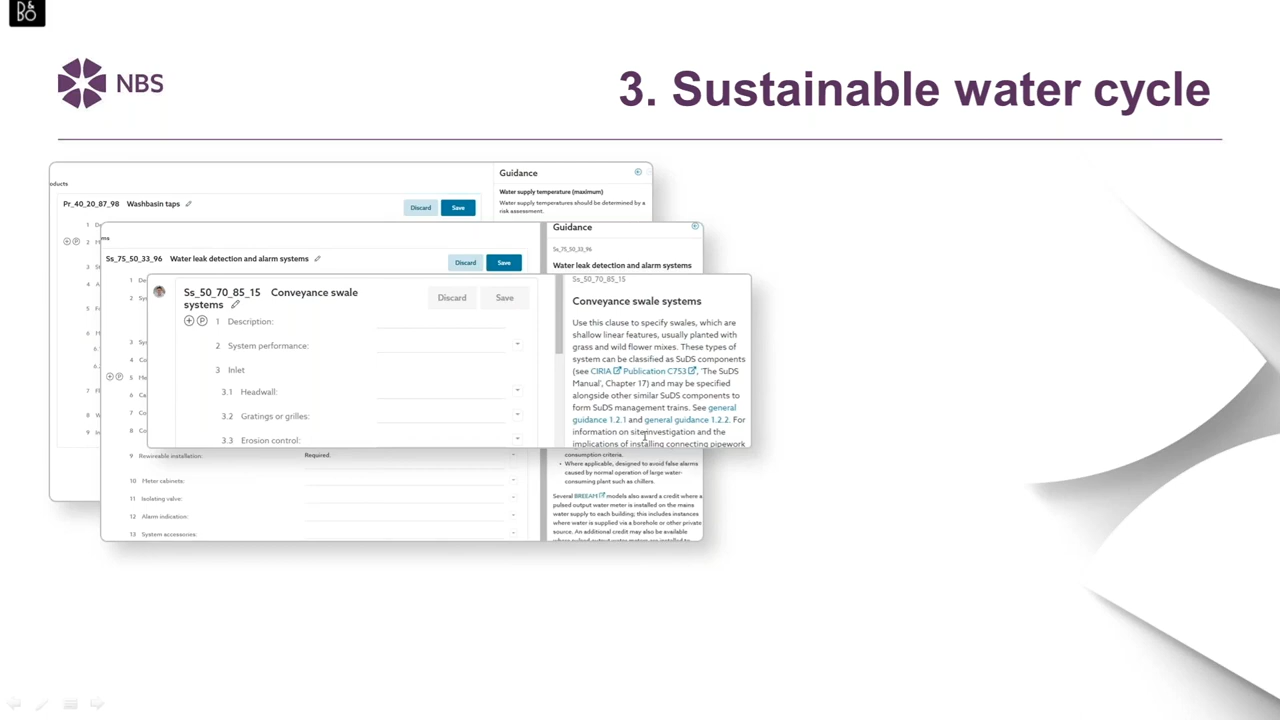 B&BO
NBS
3. Sustainable water cycle
oducts
Pr_40_20_87_98 Washbasin taps
Discard
Save
Guidance
Water supply temperature (maximum)
Water supply temperatures should be determined by a
risk assessment.
ms
Ss_75_50_33_96 Water leak detection and alarm systems
Discard
Save
Guidance
Ss_75_50_33_96
Water leak detection and alarm systems
Ss_50_70_85_15 Conveyance swale
systems
Discard
Save
1 Description:
2 System performance:
3 Inlet
3.1 Headwall:
3.2 Gratings or grilles:
3.3 Erosion control:
Ss_50_70_85_15
Conveyance swale systems
Use this clause to specify swales, which are
shallow linear features, usually planted with
grass and wild flower mixes. These types of
system can be classified as SuDS components
(see CIRIA Publication C753, 'The SuDS
Manual', Chapter 17) and may be specified
alongside other similar SuDS components to
form SuDS management trains. See general
guidance 1.2.1 and general guidance 1.2.2. For
information on site investigation and the
implications of installing connecting pipework
9 Rewireable installation: Required.
10 Meter cabinets:
11 Isolating valve:
12 Alarm indication:
13 System accessories:
consumption criteria.
• Where applicable, designed to avoid false alarms
caused by normal operation of large water-
consuming plant such as chillers.
Several BREEAM models also award a credit where a
pulsed output water meter is installed on the mains
water supply to each building; this includes instances
where water is supplied via a borehole or other private
source. An additional credit may also be available